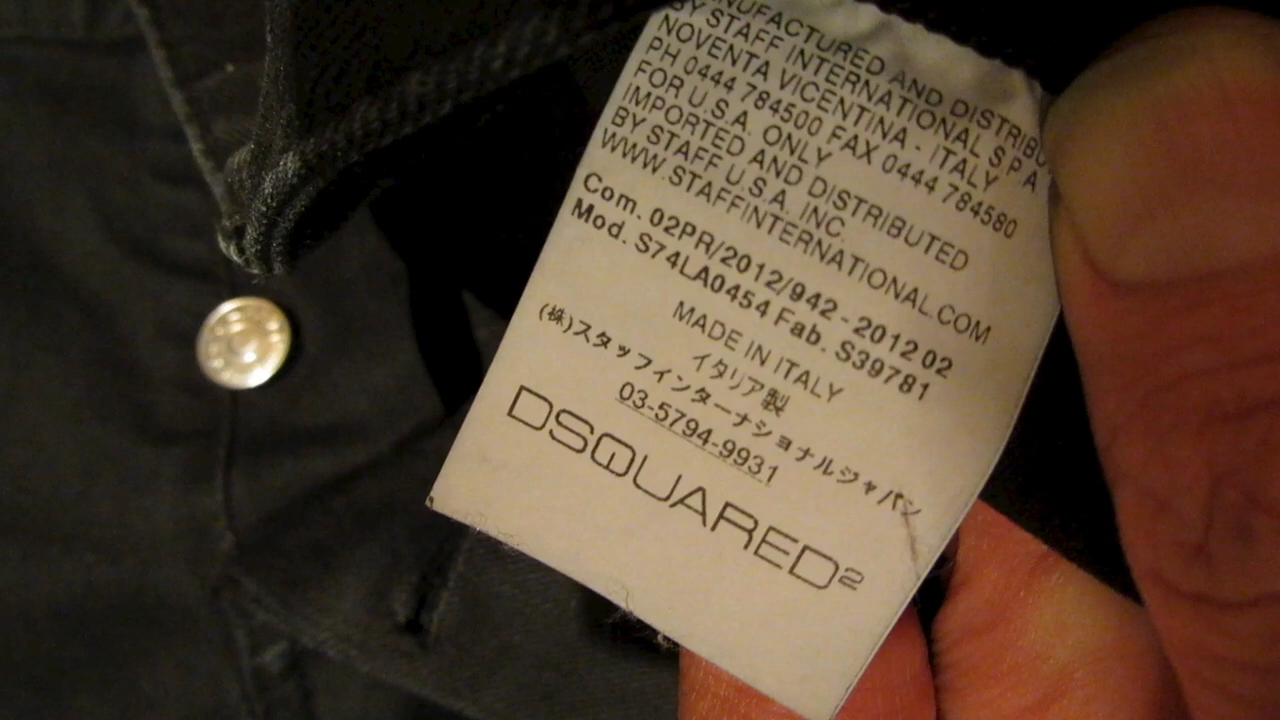 NUFACTURED AND DISTRIBU
BY STAFF INTERNATIONAL S.P.A
NOVENTA VICENTINA - ITALY
PH 0444 784500 FAX 0444 784580
FOR U.S.A. ONLY
IMPORTED AND DISTRIBUTED
BY STAFF U.S.A. INC.
WWW.STAFFINTERNATIONAL.COM
Com. 02PR/2012/942 - 2012 02
Mod. S74LA0454 Fab. S39781
MADE IN ITALY
イタリア製
(株)スタッフインターナショナルジャパン
03-5794-9931
DSQUARED2